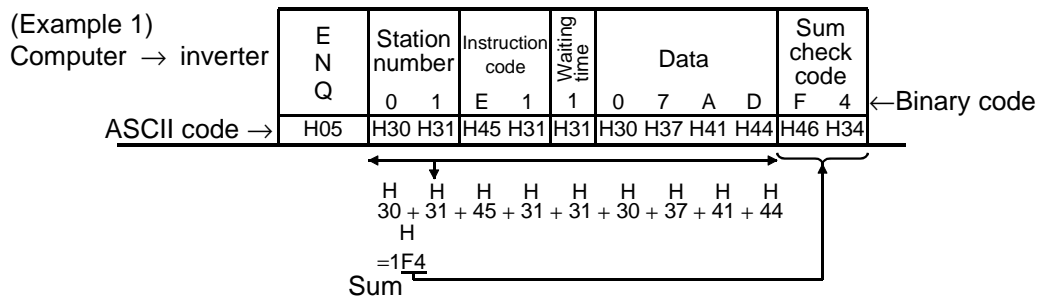 (Example 1)
Computer → inverter
E N Q
Station number
Instruction code
Waiting time
Data
Sum check code
0 1 E 1 1 0 7 A D F 4 ←Binary code
ASCII code → H05 H30 H31 H45 H31 H31 H30 H37 H41 H44 H46 H34
H H H H H H H H H
30 + 31 + 45 + 31 + 31 + 30 + 37 + 41 + 44
H
=1F4
Sum